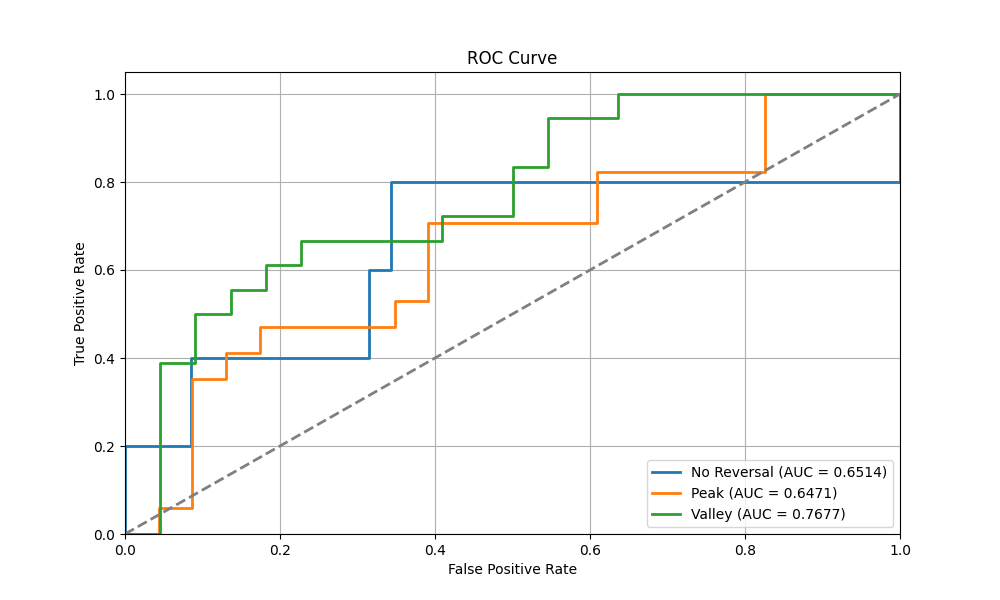 ROC Curve
True Positive Rate
1.0
0.8
0.6
0.4
0.2
0.0
0.0 0.2 0.4 0.6 0.8 1.0
False Positive Rate
No Reversal (AUC = 0.6514)
Peak (AUC = 0.6471)
Valley (AUC = 0.7677)